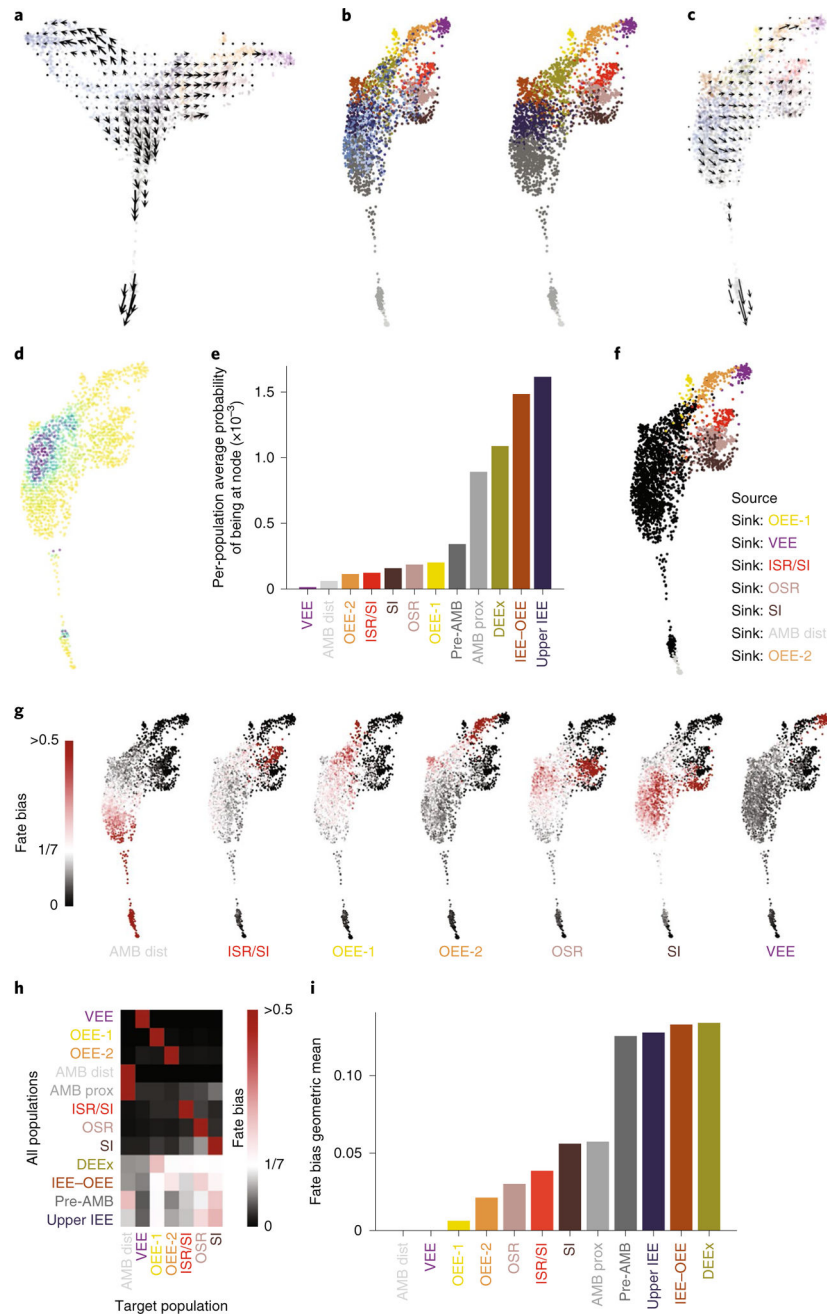 a
b
c
d
e
Per-population average probability
of being at node (×10−3)
1.5
1.0
0.5
0
VEE
AMB dist
OEE-2
ISR/SI
SI
OSR
OEE-1
Pre-AMB
AMB prox
DEEx
IEE–OEE
Upper IEE
f
Source
Sink: OEE-1
Sink: VEE
Sink: ISR/SI
Sink: OSR
Sink: SI
Sink: AMB dist
Sink: OEE-2
g
Fate bias
>0.5
1/7
0
AMB dist
ISR/SI
OEE-1
OEE-2
OSR
SI
VEE
h
All populations
VEE
OEE-1
OEE-2
AMB dist
AMB prox
ISR/SI
OSR
SI
DEEx
IEE–OEE
Pre-AMB
Upper IEE
AMB dist
VEE
OEE-1
OEE-2
ISR/SI
OSR
SI
Target population
>0.5
Fate bias
1/7
0
i
Fate bias geometric mean
0.10
0.05
0
AMB dist
VEE
OEE-1
OEE-2
OSR
ISR/SI
SI
AMB prox
Pre-AMB
Upper IEE
IEE–OEE
DEEx